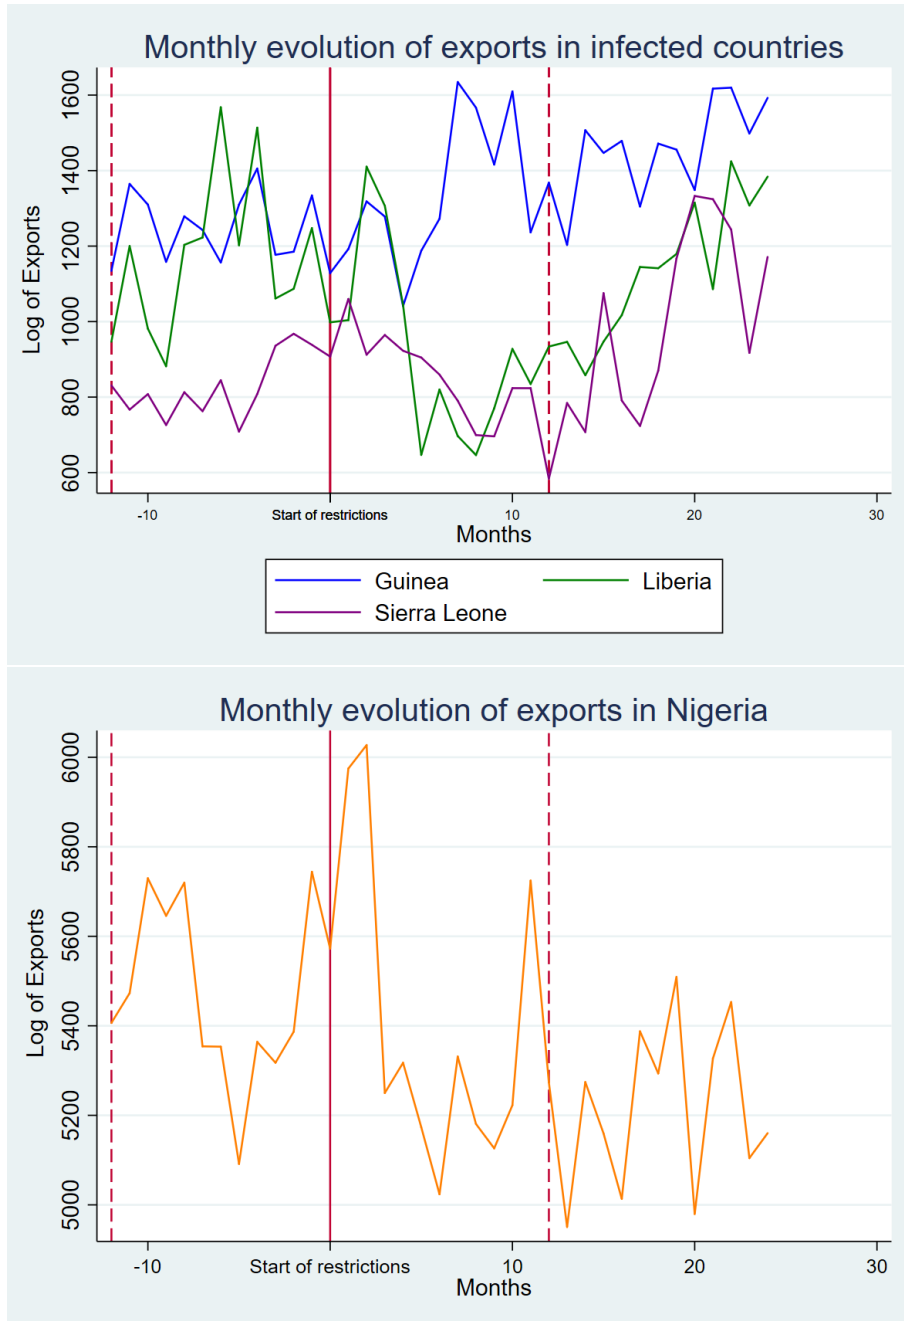 Monthly evolution of exports in infected countries
Log of Exports
1600
1400
1200
1000
800
600
-10 Start of restrictions 10 20 30
Months
Guinea Liberia
Sierra Leone
Monthly evolution of exports in Nigeria
Log of Exports
6000
5800
5600
5400
5200
5000
-10 Start of restrictions 10 20 30
Months